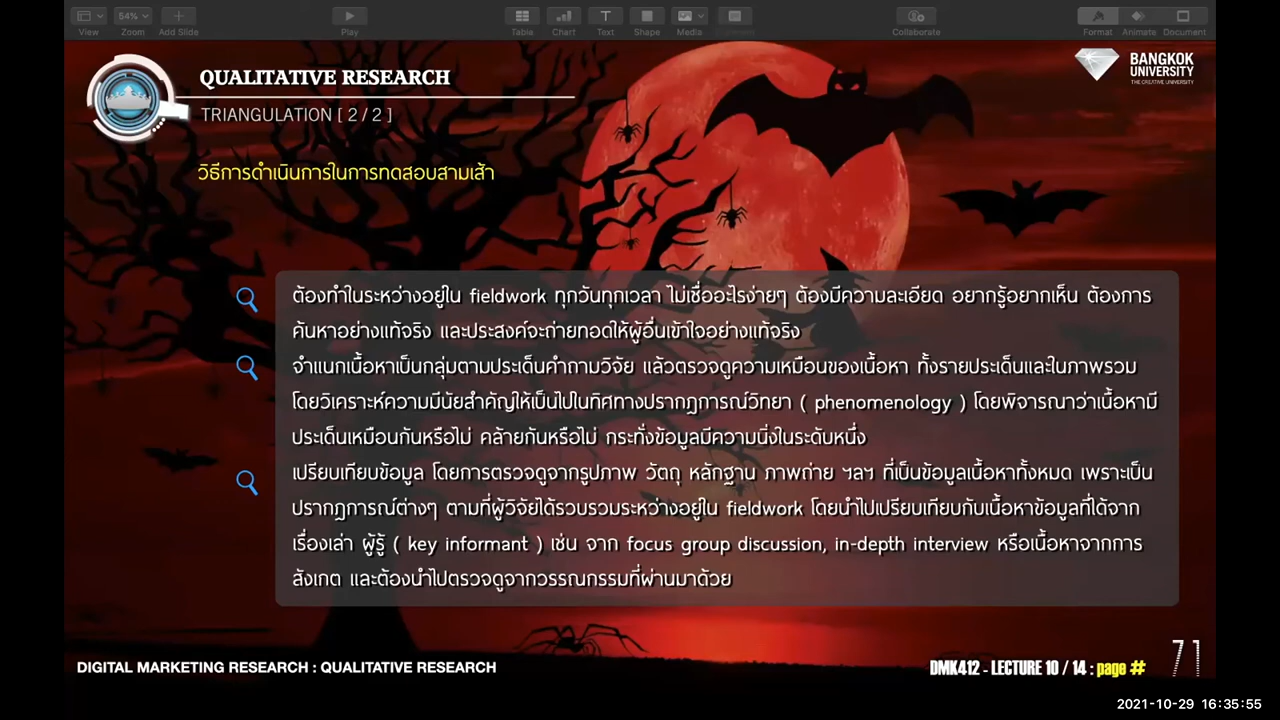 View
54%
Zoom
Add Slide
Play
Table
Chart
Text
Shape
Media
Collaborate
Format
Animate
Document
QUALITATIVE RESEARCH
TRIANGULATION [ 2 / 2 ]
BANGKOK
UNIVERSITY
THE CREATIVE UNIVERSITY
วิธีการดำเนินการในการทดสอบสามเส้า
ต้องทำในระหว่างอยู่ใน fieldwork ทุกวันทุกเวลา ไม่เชื่ออะไรง่ายๆ ต้องมีความละเอียด อยากรู้อยากเห็น ต้องการ
ค้นหาอย่างแท้จริง และประสงค์จะถ่ายทอดให้ผู้อื่นเข้าใจอย่างแท้จริง
จำแนกเนื้อหาเป็นกลุ่มตามประเด็นคำถามวิจัย แล้วตรวจดูความเหมือนของเนื้อหา ทั้งรายประเด็นและในภาพรวม
โดยวิเคราะห์ความมีนัยสำคัญให้เป็นไปในทิศทางปรากฏการณ์วิทยา ( phenomenology ) โดยพิจารณาว่าเนื้อหามี
ประเด็นเหมือนกันหรือไม่ คล้ายกันหรือไม่ กระทั่งข้อมูลมีความนิ่งในระดับหนึ่ง
เปรียบเทียบข้อมูล โดยการตรวจดูจากรูปภาพ วัตถุ หลักฐาน ภาพถ่าย ฯลฯ ที่เป็นข้อมูลเนื้อหาทั้งหมด เพราะเป็น
ปรากฏการณ์ต่างๆ ตามที่ผู้วิจัยได้รวบรวมระหว่างอยู่ใน fieldwork โดยนำไปเปรียบเทียบกับเนื้อหาข้อมูลที่ได้จาก
เรื่องเล่า ผู้รู้ ( key informant ) เช่น จาก focus group discussion, in-depth interview หรือเนื้อหาจากการ
สังเกต และต้องนำไปตรวจดูจากวรรณกรรมที่ผ่านมาด้วย
DIGITAL MARKETING RESEARCH : QUALITATIVE RESEARCH
DMK412 - LECTURE 10 / 14 : page #
71
2021-10-29 16:35:55